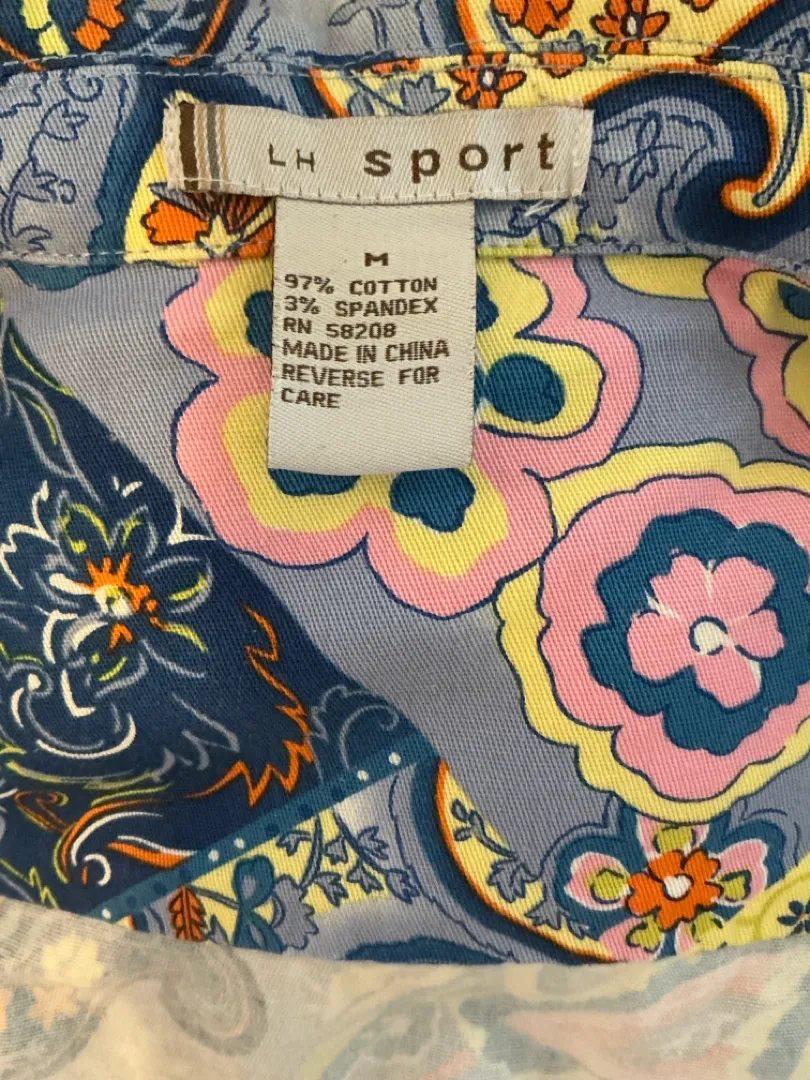 LH sport
M
97% COTTON
3% SPANDEX
RN 58208
MADE IN CHINA
REVERSE FOR
CARE